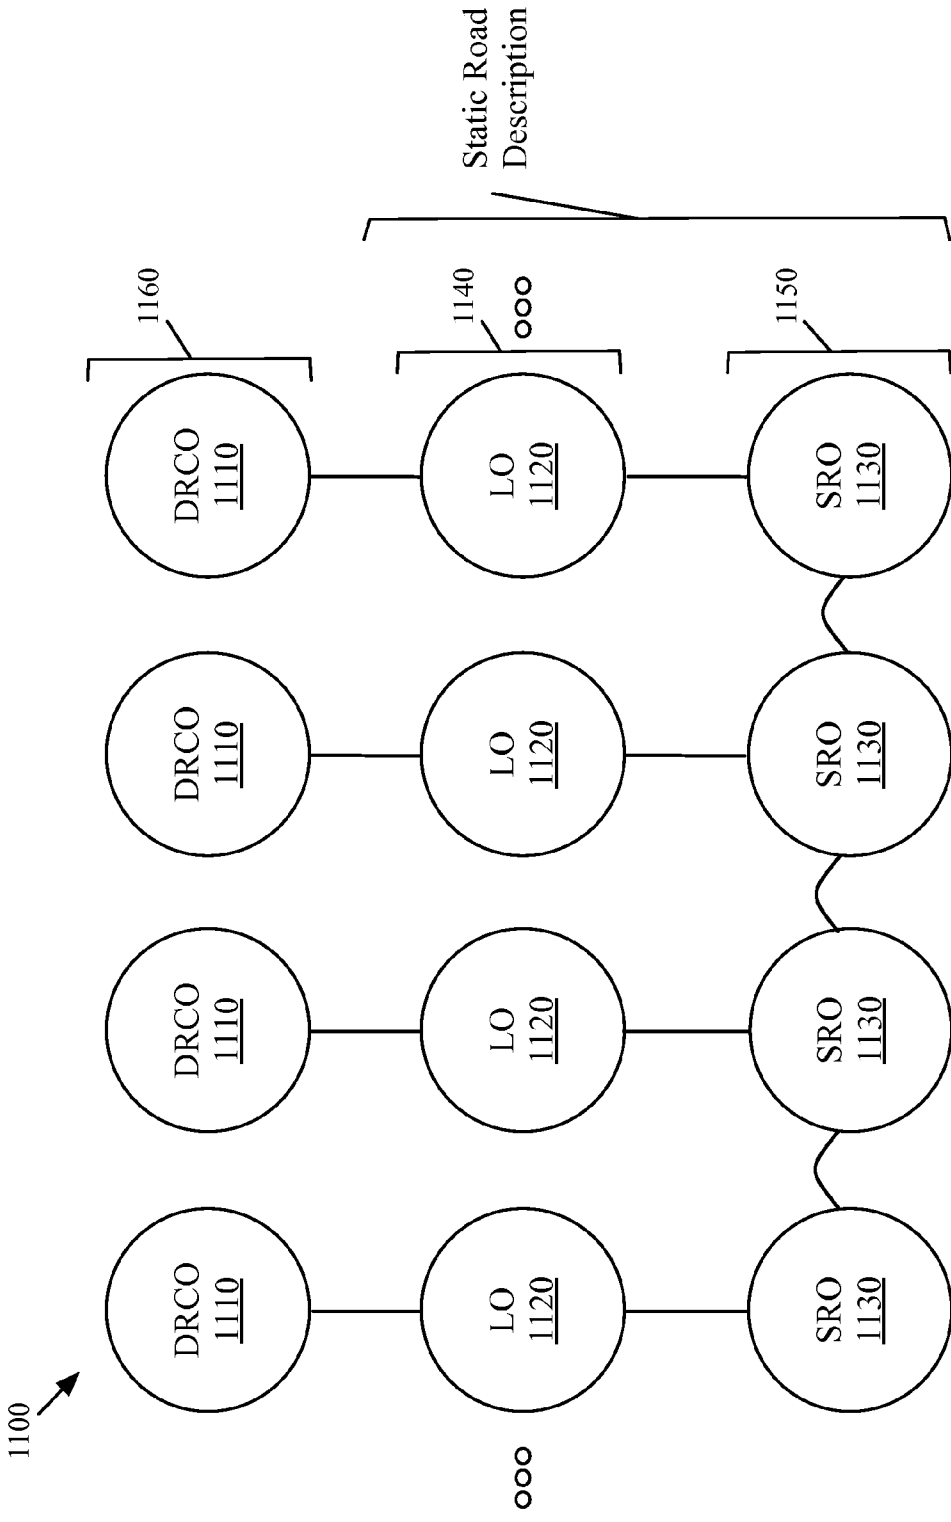 1100
1160
DRCO
1110
DRCO
1110
DRCO
1110
DRCO
1110
1140
Static Road
Description
LO
1120
LO
1120
LO
1120
LO
1120
1150
SRO
1130
SRO
1130
SRO
1130
SRO
1130